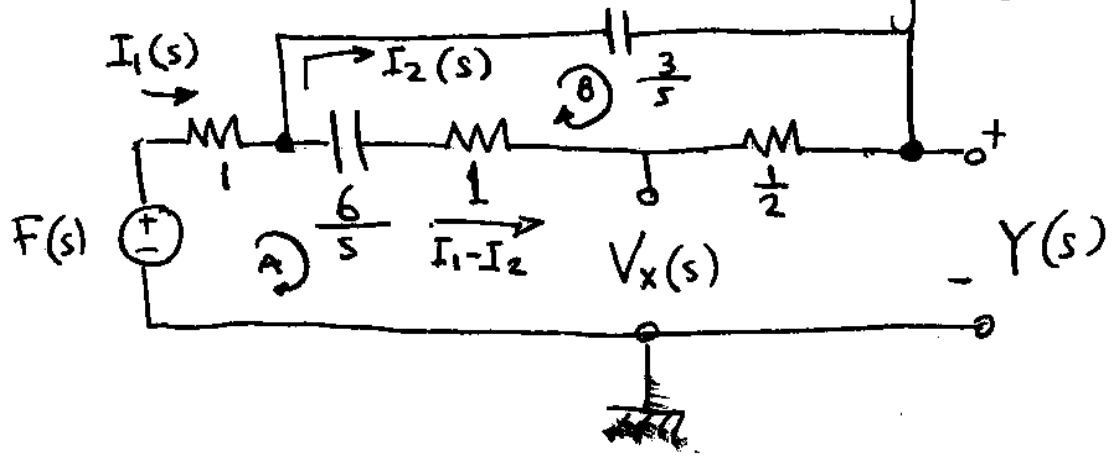 I₁(s)
I₂(s)
B
3/s
1
6/s
1
1/2
+
F(s)
+
-
A
I₁-I₂
Vₓ(s)
-
Y(s)